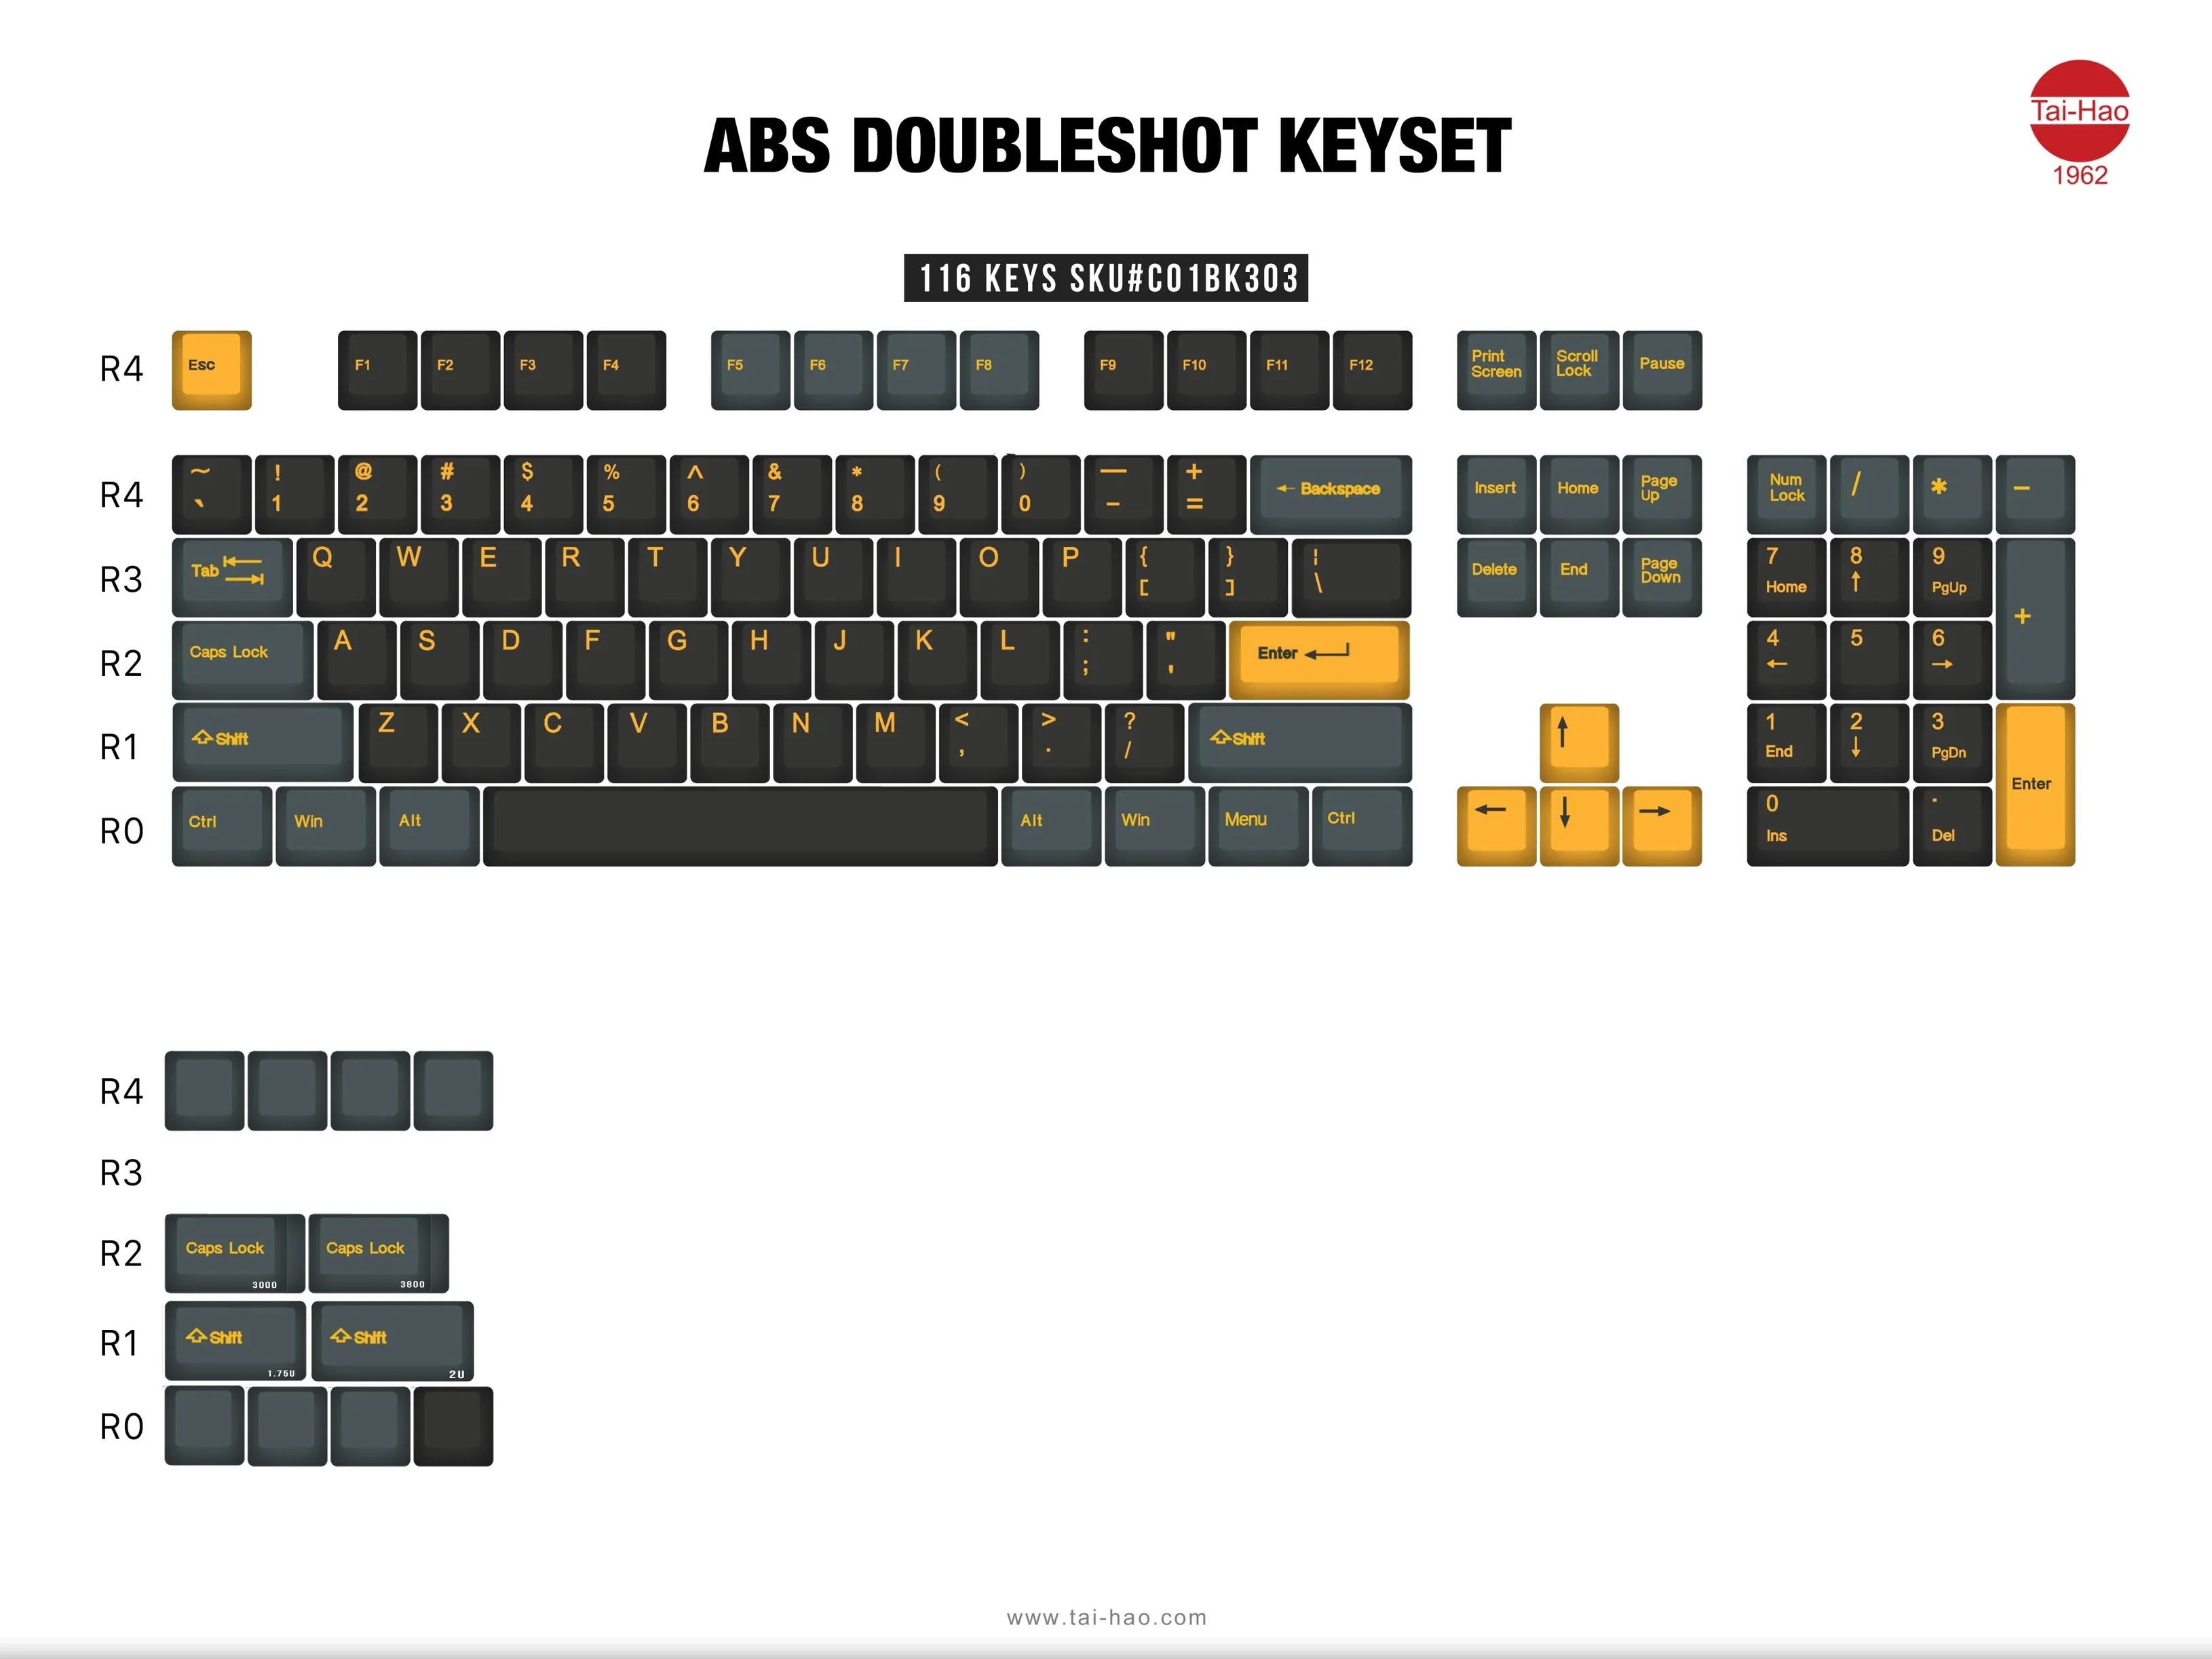 Tai-Hao
1962
ABS DOUBLESHOT KEYSET
116 KEYS SKU#C01BK303
R4 Esc F1 F2 F3 F4 F5 F6 F7 F8 F9 F10 F11 F12 Print Screen Scroll Lock Pause
~ ! @ # $ % ^ & * ( ) — +
R4 ` 1 2 3 4 5 6 7 8 9 0 - = ← Backspace Insert Home Page Up Num Lock / * −
R3 Tab Q W E R T Y U I O P { [ } ] ¦ \ Delete End Page Down 7 Home 8 ↑ 9 PgUp +
R2 Caps Lock A S D F G H J K L : ; " ' Enter 4 ← 5 6 →
R1 Shift Z X C V B N M < , > . ? / Shift ↑ 1 End 2 ↓ 3 PgDn Enter
R0 Ctrl Win Alt Alt Win Menu Ctrl ← ↓ → 0 Ins . Del
R4
R3
R2 Caps Lock 3000 Caps Lock 3800
R1 Shift 1.75U Shift 2U
R0
www.tai-hao.com